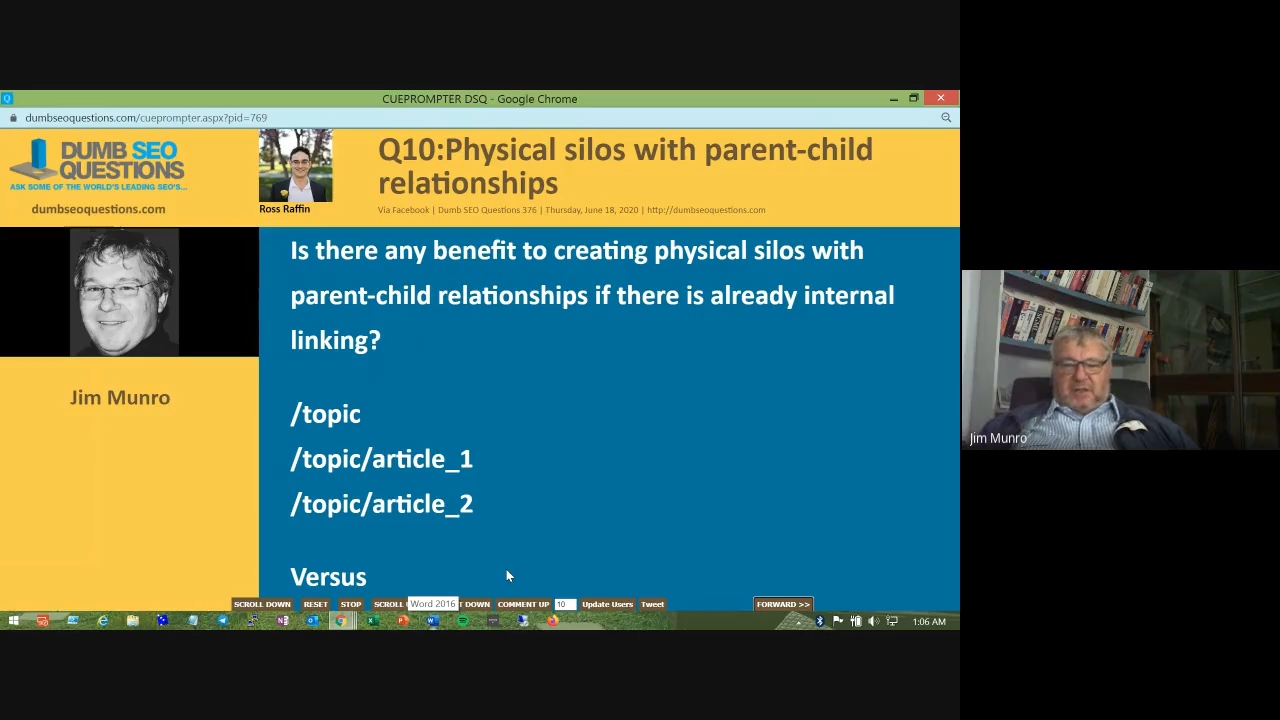 CUEPROMPTER DSQ - Google Chrome
dumbseoquestions.com/cueprompter.aspx?pid=769
DUMB SEO
QUESTIONS
ASK SOME OF THE WORLD'S LEADING SEO'S...
dumbseoquestions.com
Ross Raffin
Q10:Physical silos with parent-child
relationships
Via Facebook | Dumb SEO Questions 376 | Thursday, June 18, 2020 | http://dumbseoquestions.com
Jim Munro
Is there any benefit to creating physical silos with
parent-child relationships if there is already internal
linking?
/topic
/topic/article_1
/topic/article_2
Versus
Jim Munro
SCROLL DOWN RESET STOP SCROLL Word 2016 T DOWN COMMENT UP 10 Update Users Tweet FORWARD >>
1:06 AM